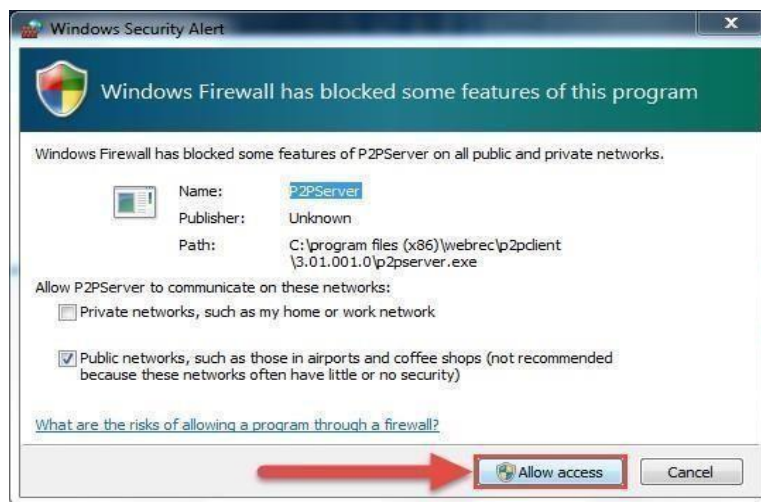 Windows Security Alert
Windows Firewall has blocked some features of this program
Windows Firewall has blocked some features of P2PServer on all public and private networks.
Name: P2PServer
Publisher: Unknown
Path: C:\program files (x86)\webrec\p2pclient
\3.01.001.0\p2pserver.exe
Allow P2PServer to communicate on these networks:
Private networks, such as my home or work network
Public networks, such as those in airports and coffee shops (not recommended
because these networks often have little or no security)
What are the risks of allowing a program through a firewall?
Allow access Cancel